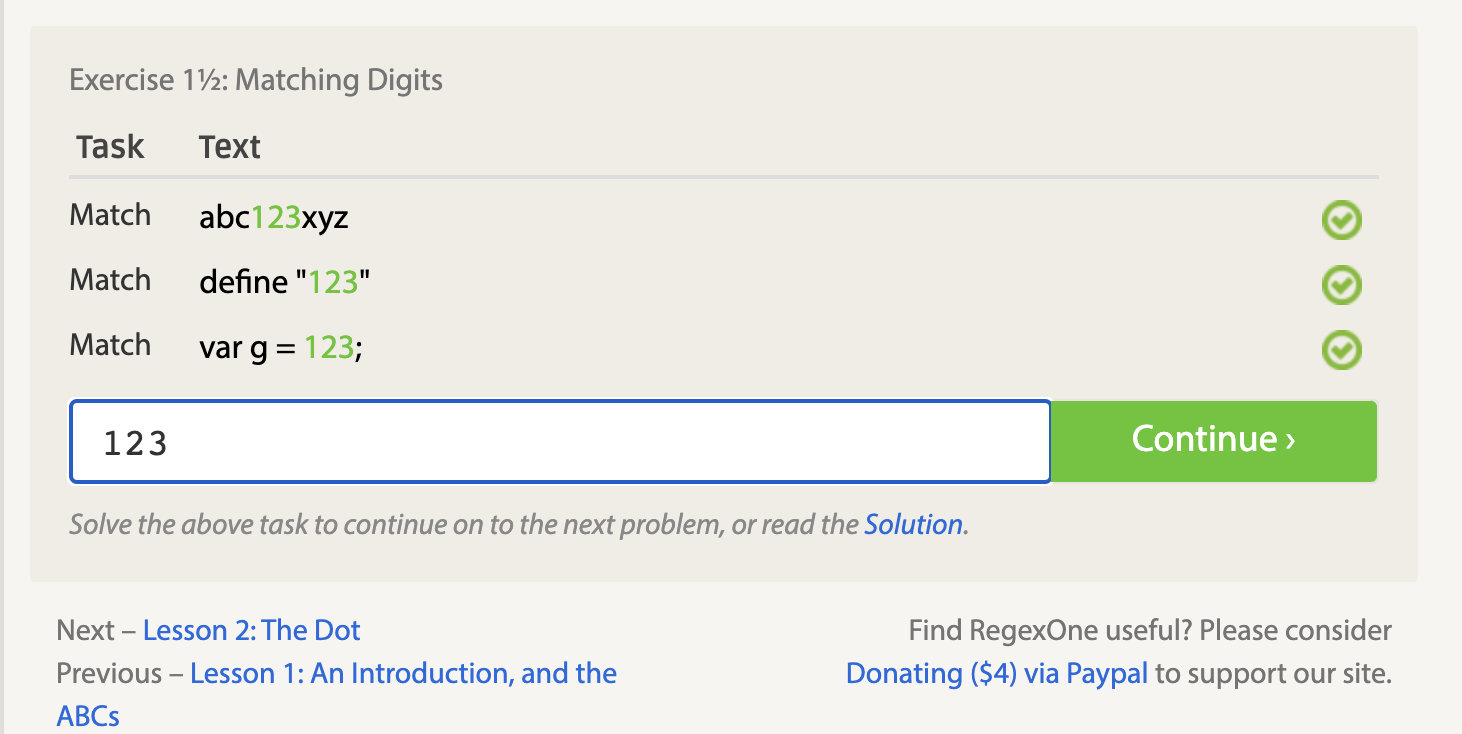 Exercise 1½: Matching Digits
Task Text
Match abc123xyz
Match define "123"
Match var g = 123;
123 Continue ›
Solve the above task to continue on to the next problem, or read the Solution.
Next – Lesson 2: The Dot
Previous – Lesson 1: An Introduction, and the
ABCs
Find RegexOne useful? Please consider
Donating ($4) via Paypal to support our site.